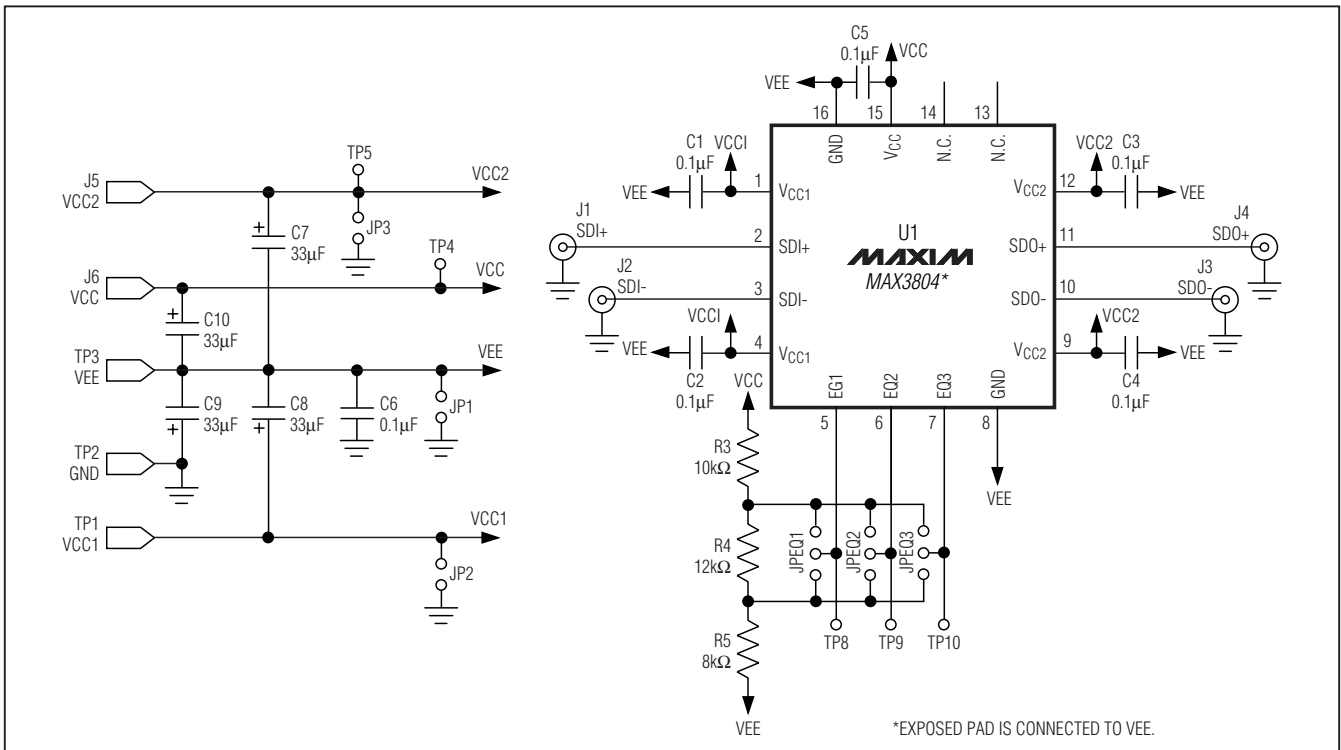 J5
VCC2
TP5
VCC2
C7
33µF
JP3
J6
VCC
TP4
VCC
C10
33µF
TP3
VEE
VEE
C9
33µF
C8
33µF
C6
0.1µF
JP1
TP2
GND
TP1
VCC1
VCC1
JP2
C5
0.1µF
VCC
VEE
16
15
14
13
GND
VCC
N.C.
N.C.
C1
0.1µF
VCCI
VEE
1
VCC1
J1
SDI+
2
SDI+
J2
SDI-
3
SDI-
VCCI
VEE
4
VCC1
C2
0.1µF
U1
MAXIM
MAX3804*
VCC2
C3
0.1µF
VCC2
12
VEE
J4
SDO+
SDO+
11
J3
SDO-
SDO-
10
VCC2
VCC2
9
VEE
C4
0.1µF
EG1
EQ2
EQ3
GND
5
6
7
8
VCC
R3
10kΩ
VEE
R4
12kΩ
JPEQ1
JPEQ2
JPEQ3
R5
8kΩ
TP8
TP9
TP10
VEE
*EXPOSED PAD IS CONNECTED TO VEE.